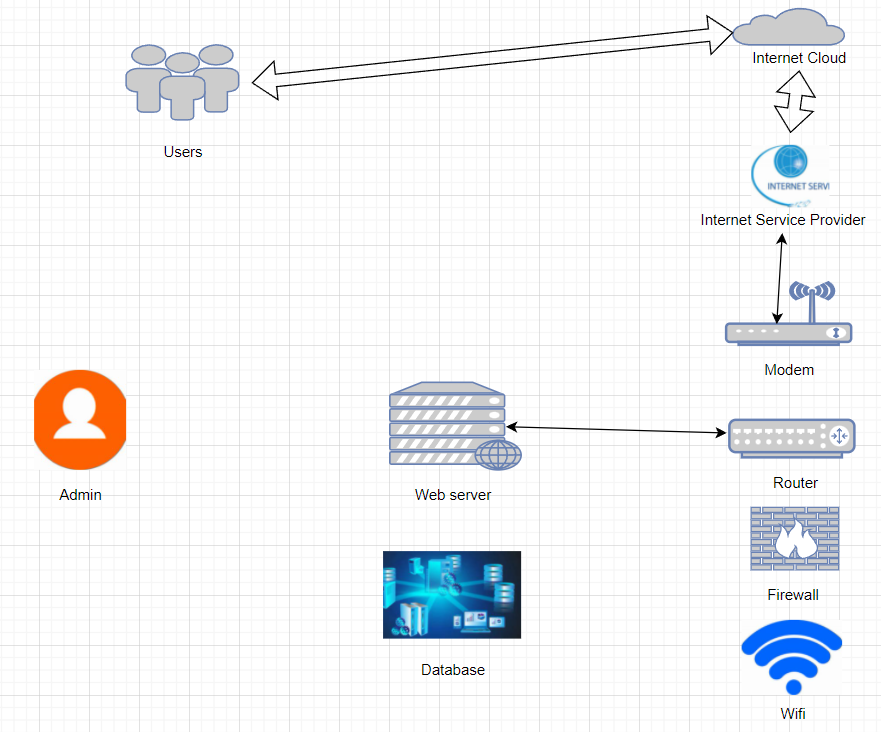 Internet Cloud
Users
INTERNET SERVI
Internet Service Provider
Modem
Admin
Web server
Router
Firewall
Database
Wifi